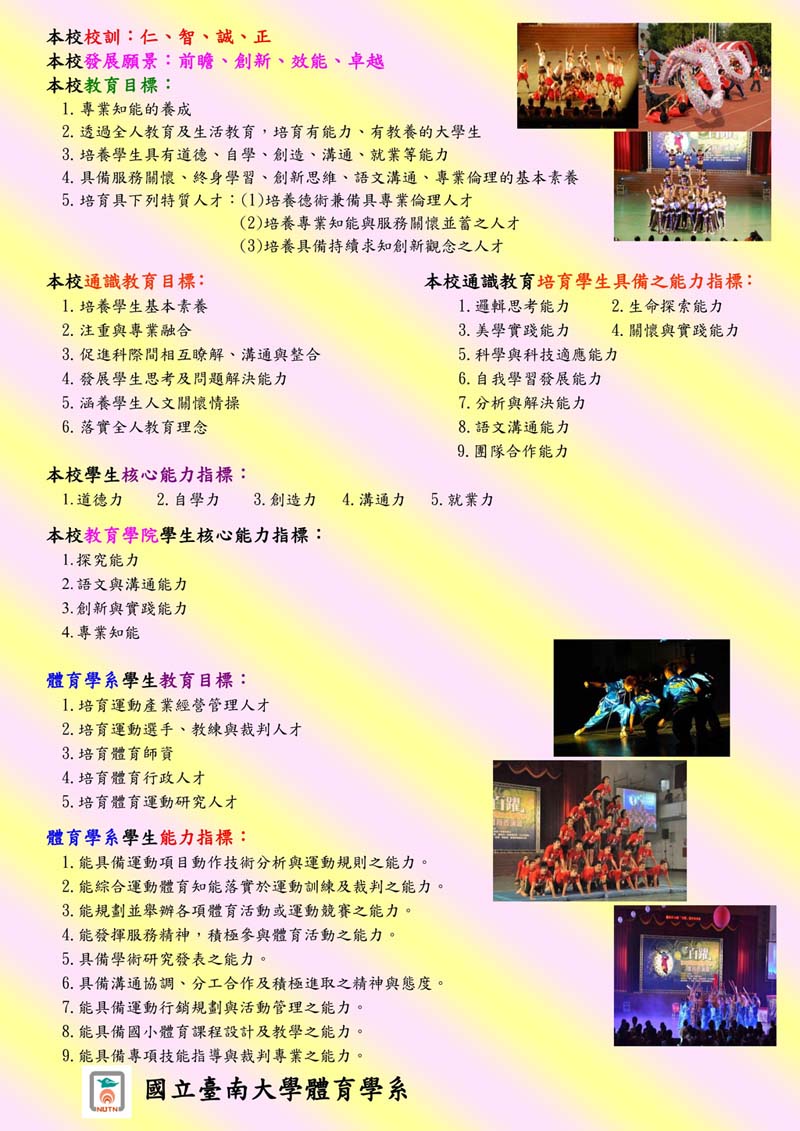 本校校訓：仁、智、誠、正
本校發展願景：前瞻、創新、效能、卓越
本校教育目標：
1. 專業知能的養成
2. 透過全人教育及生活教育，培育有能力、有教養的大學生
3. 培養學生具有道德、自學、創造、溝通、就業等能力
4. 具備服務關懷、終身學習、創新思維、語文溝通、專業倫理的基本素養
5. 培育具下列特質人才：(1)培養德術兼備具專業倫理人才
(2)培養專業知能與服務關懷並蓄之人才
(3)培養具備持續求知創新觀念之人才
本校通識教育目標：
1. 培養學生基本素養
2. 注重與專業融合
3. 促進科際間相互瞭解、溝通與整合
4. 發展學生思考及問題解決能力
5. 涵養學生人文關懷情操
6. 落實全人教育理念
本校通識教育培育學生具備之能力指標：
1. 邏輯思考能力 2. 生命探索能力
3. 美學實踐能力 4. 關懷與實踐能力
5. 科學與科技適應能力
6. 自我學習發展能力
7. 分析與解決能力
8. 語文溝通能力
9. 團隊合作能力
本校學生核心能力指標：
1.道德力 2.自學力 3.創造力 4.溝通力 5.就業力
本校教育學院學生核心能力指標：
1.探究能力
2.語文與溝通能力
3.創新與實踐能力
4.專業知能
體育學系學生教育目標：
1. 培育運動產業經營管理人才
2. 培育運動選手、教練與裁判人才
3. 培育體育師資
4. 培育體育行政人才
5. 培育體育運動研究人才
體育學系學生能力指標：
1. 能具備運動項目動作技術分析與運動規則之能力。
2. 能綜合運動體育知能落實於運動訓練及裁判之能力。
3. 能規劃並舉辦各項體育活動或運動競賽之能力。
4. 能發揮服務精神，積極參與體育活動之能力。
5. 具備學術研究發表之能力。
6. 具備溝通協調、分工合作及積極進取之精神與態度。
7. 能具備運動行銷規劃與活動管理之能力。
8. 能具備國小體育課程設計及教學之能力。
9. 能具備專項技能指導與裁判專業之能力。
NUTN
國立臺南大學體育學系